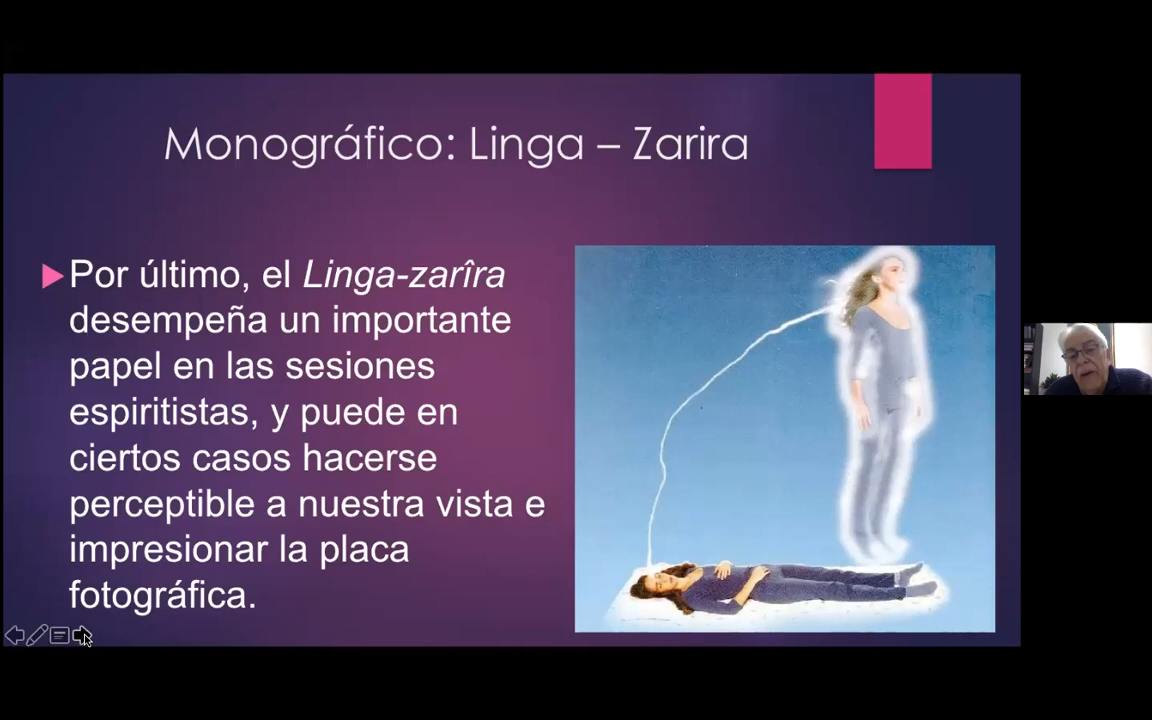 Monográfico: Linga – Zarira
Por último, el Linga-zarîra
desempeña un importante
papel en las sesiones
espiritistas, y puede en
ciertos casos hacerse
perceptible a nuestra vista e
impresionar la placa
fotográfica.